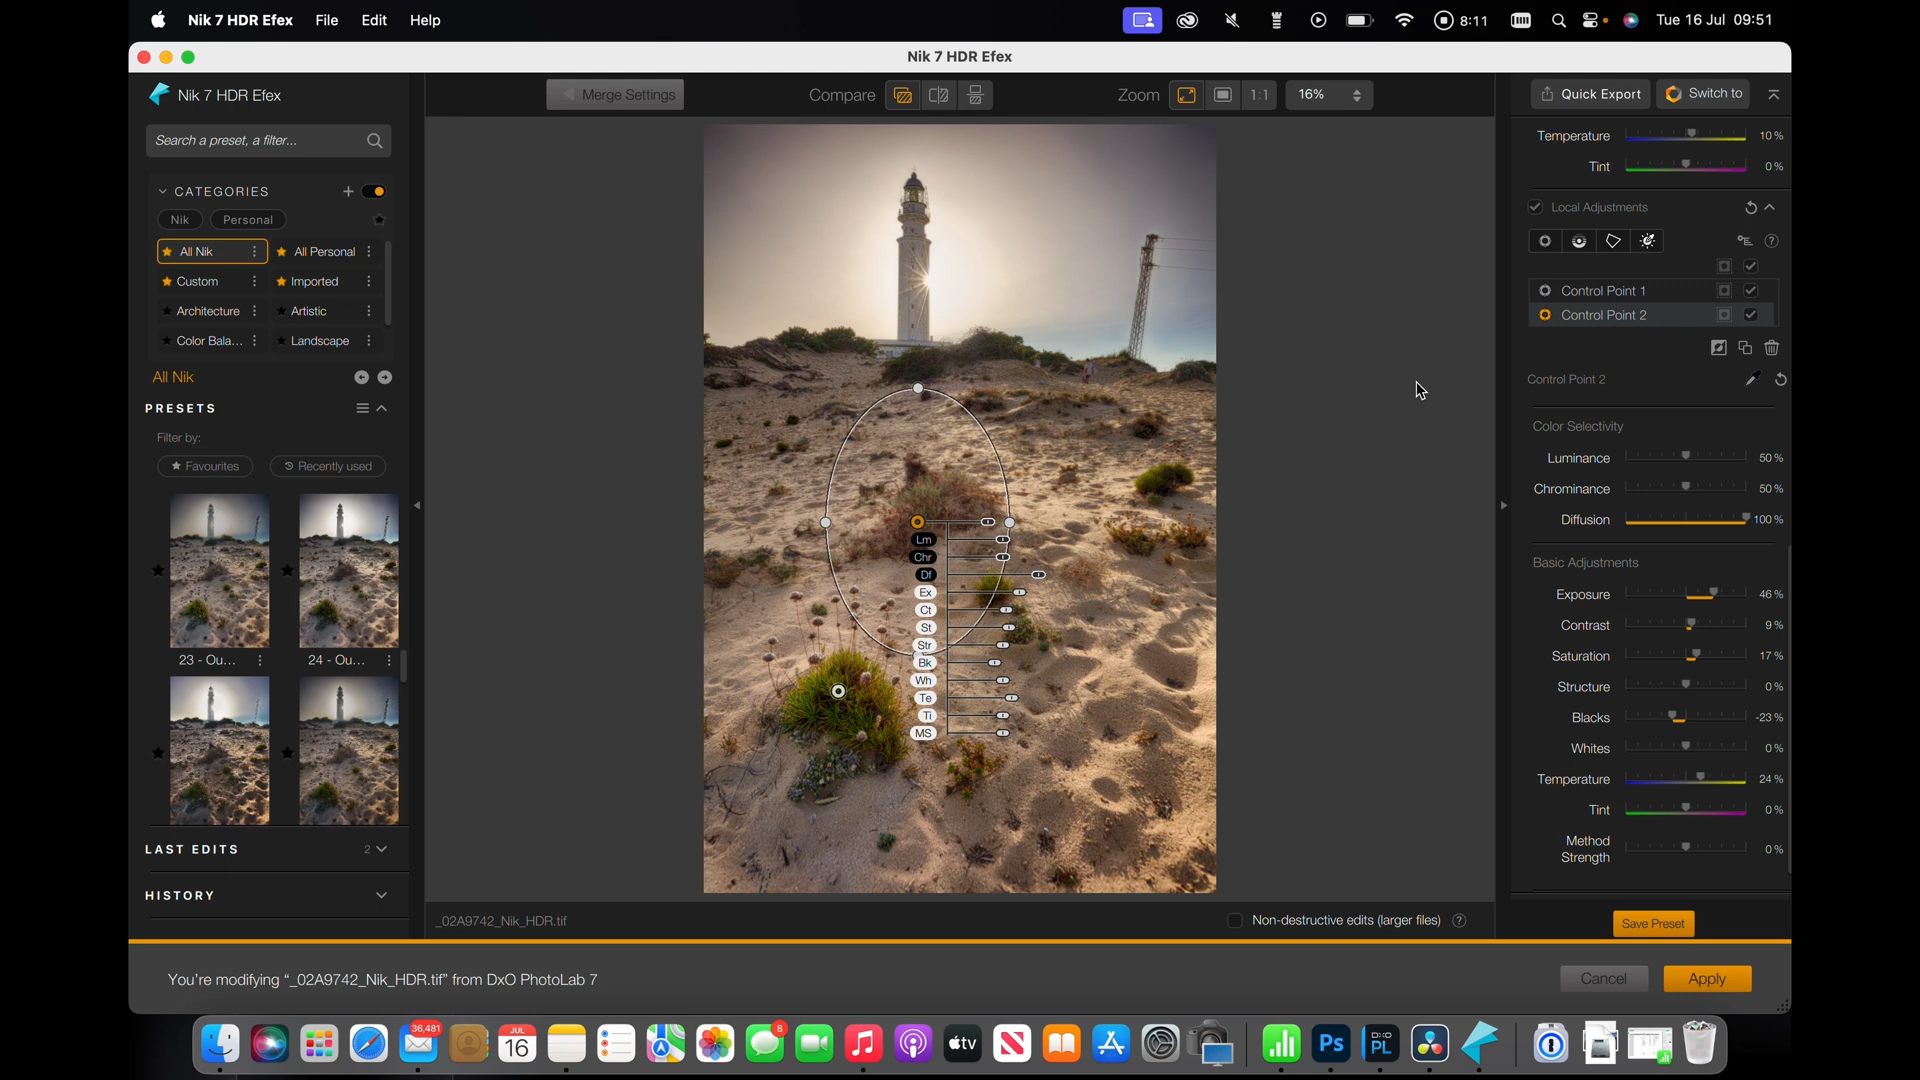 Nik 7 HDR Efex File Edit Help
8:11 Tue 16 Jul 09:51
Nik 7 HDR Efex
Nik 7 HDR Efex
Merge Settings
Compare
Zoom
1:1
16%
Quick Export
Switch to
Search a preset, a filter...
CATEGORIES
Nik Personal
All Nik All Personal
Custom Imported
Architecture Artistic
Color Bala... Landscape
All Nik
PRESETS
Filter by:
Favourites Recently used
23 - Ou... 24 - Ou...
LAST EDITS 2
HISTORY
Lm
Chr
Df
Ex
Ct
St
Str
Bk
Wh
Te
Ti
MS
_02A9742_Nik_HDR.tif
Non-destructive edits (larger files) ?
Temperature 10 %
Tint 0 %
Local Adjustments
?
Control Point 1
Control Point 2
Control Point 2
Color Selectivity
Luminance 50 %
Chrominance 50 %
Diffusion 100 %
Basic Adjustments
Exposure 46 %
Contrast 9 %
Saturation 17 %
Structure 0 %
Blacks -23 %
Whites 0 %
Temperature 24 %
Tint 0 %
Method
Strength 0 %
Save Preset
You're modifying “_02A9742_Nik_HDR.tif” from DxO PhotoLab 7
Cancel
Apply
36,481
JUL
16
8
tv
Ps
DXO
PL